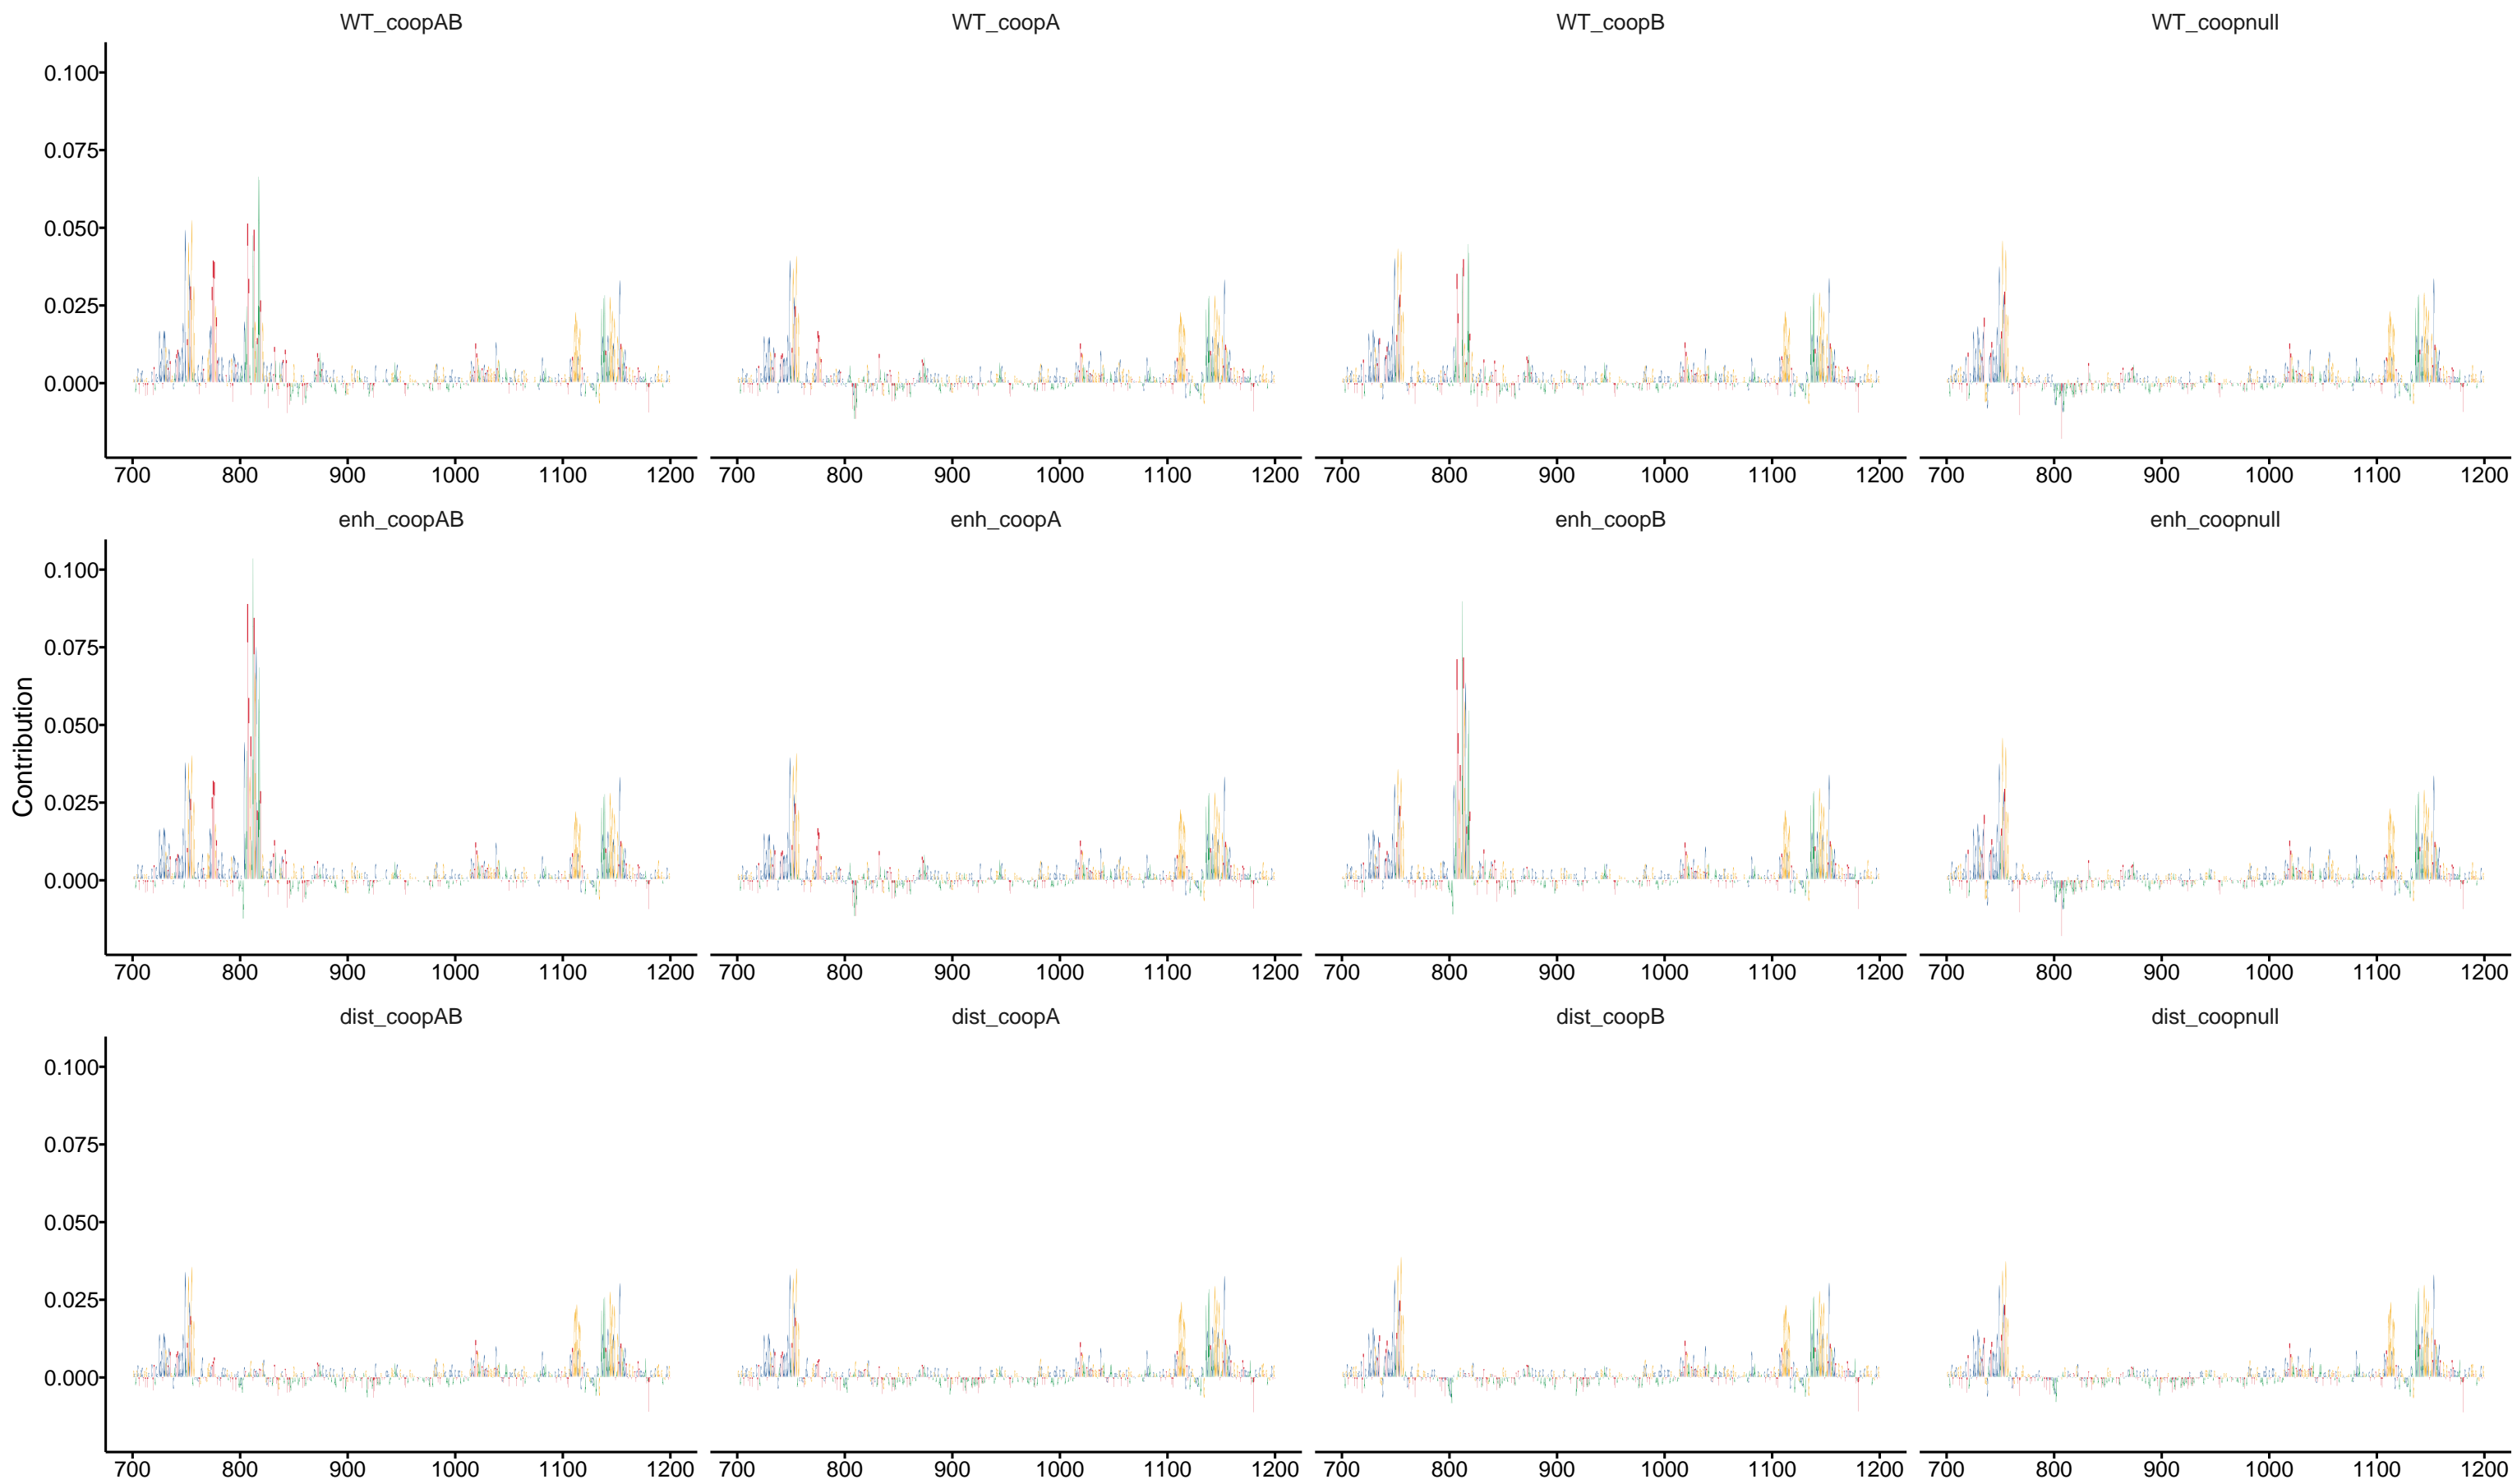 WT_coopAB WT_coopA WT_coopB WT_coopnull
0.100
0.075
0.050
0.025
0.000
700 800 900 1000 1100 1200 700 800 900 1000 1100 1200 700 800 900 1000 1100 1200 700 800 900 1000 1100 1200
enh_coopAB enh_coopA enh_coopB enh_coopnull
Contribution
0.100
0.075
0.050
0.025
0.000
700 800 900 1000 1100 1200 700 800 900 1000 1100 1200 700 800 900 1000 1100 1200 700 800 900 1000 1100 1200
dist_coopAB dist_coopA dist_coopB dist_coopnull
0.100
0.075
0.050
0.025
0.000
700 800 900 1000 1100 1200 700 800 900 1000 1100 1200 700 800 900 1000 1100 1200 700 800 900 1000 1100 1200